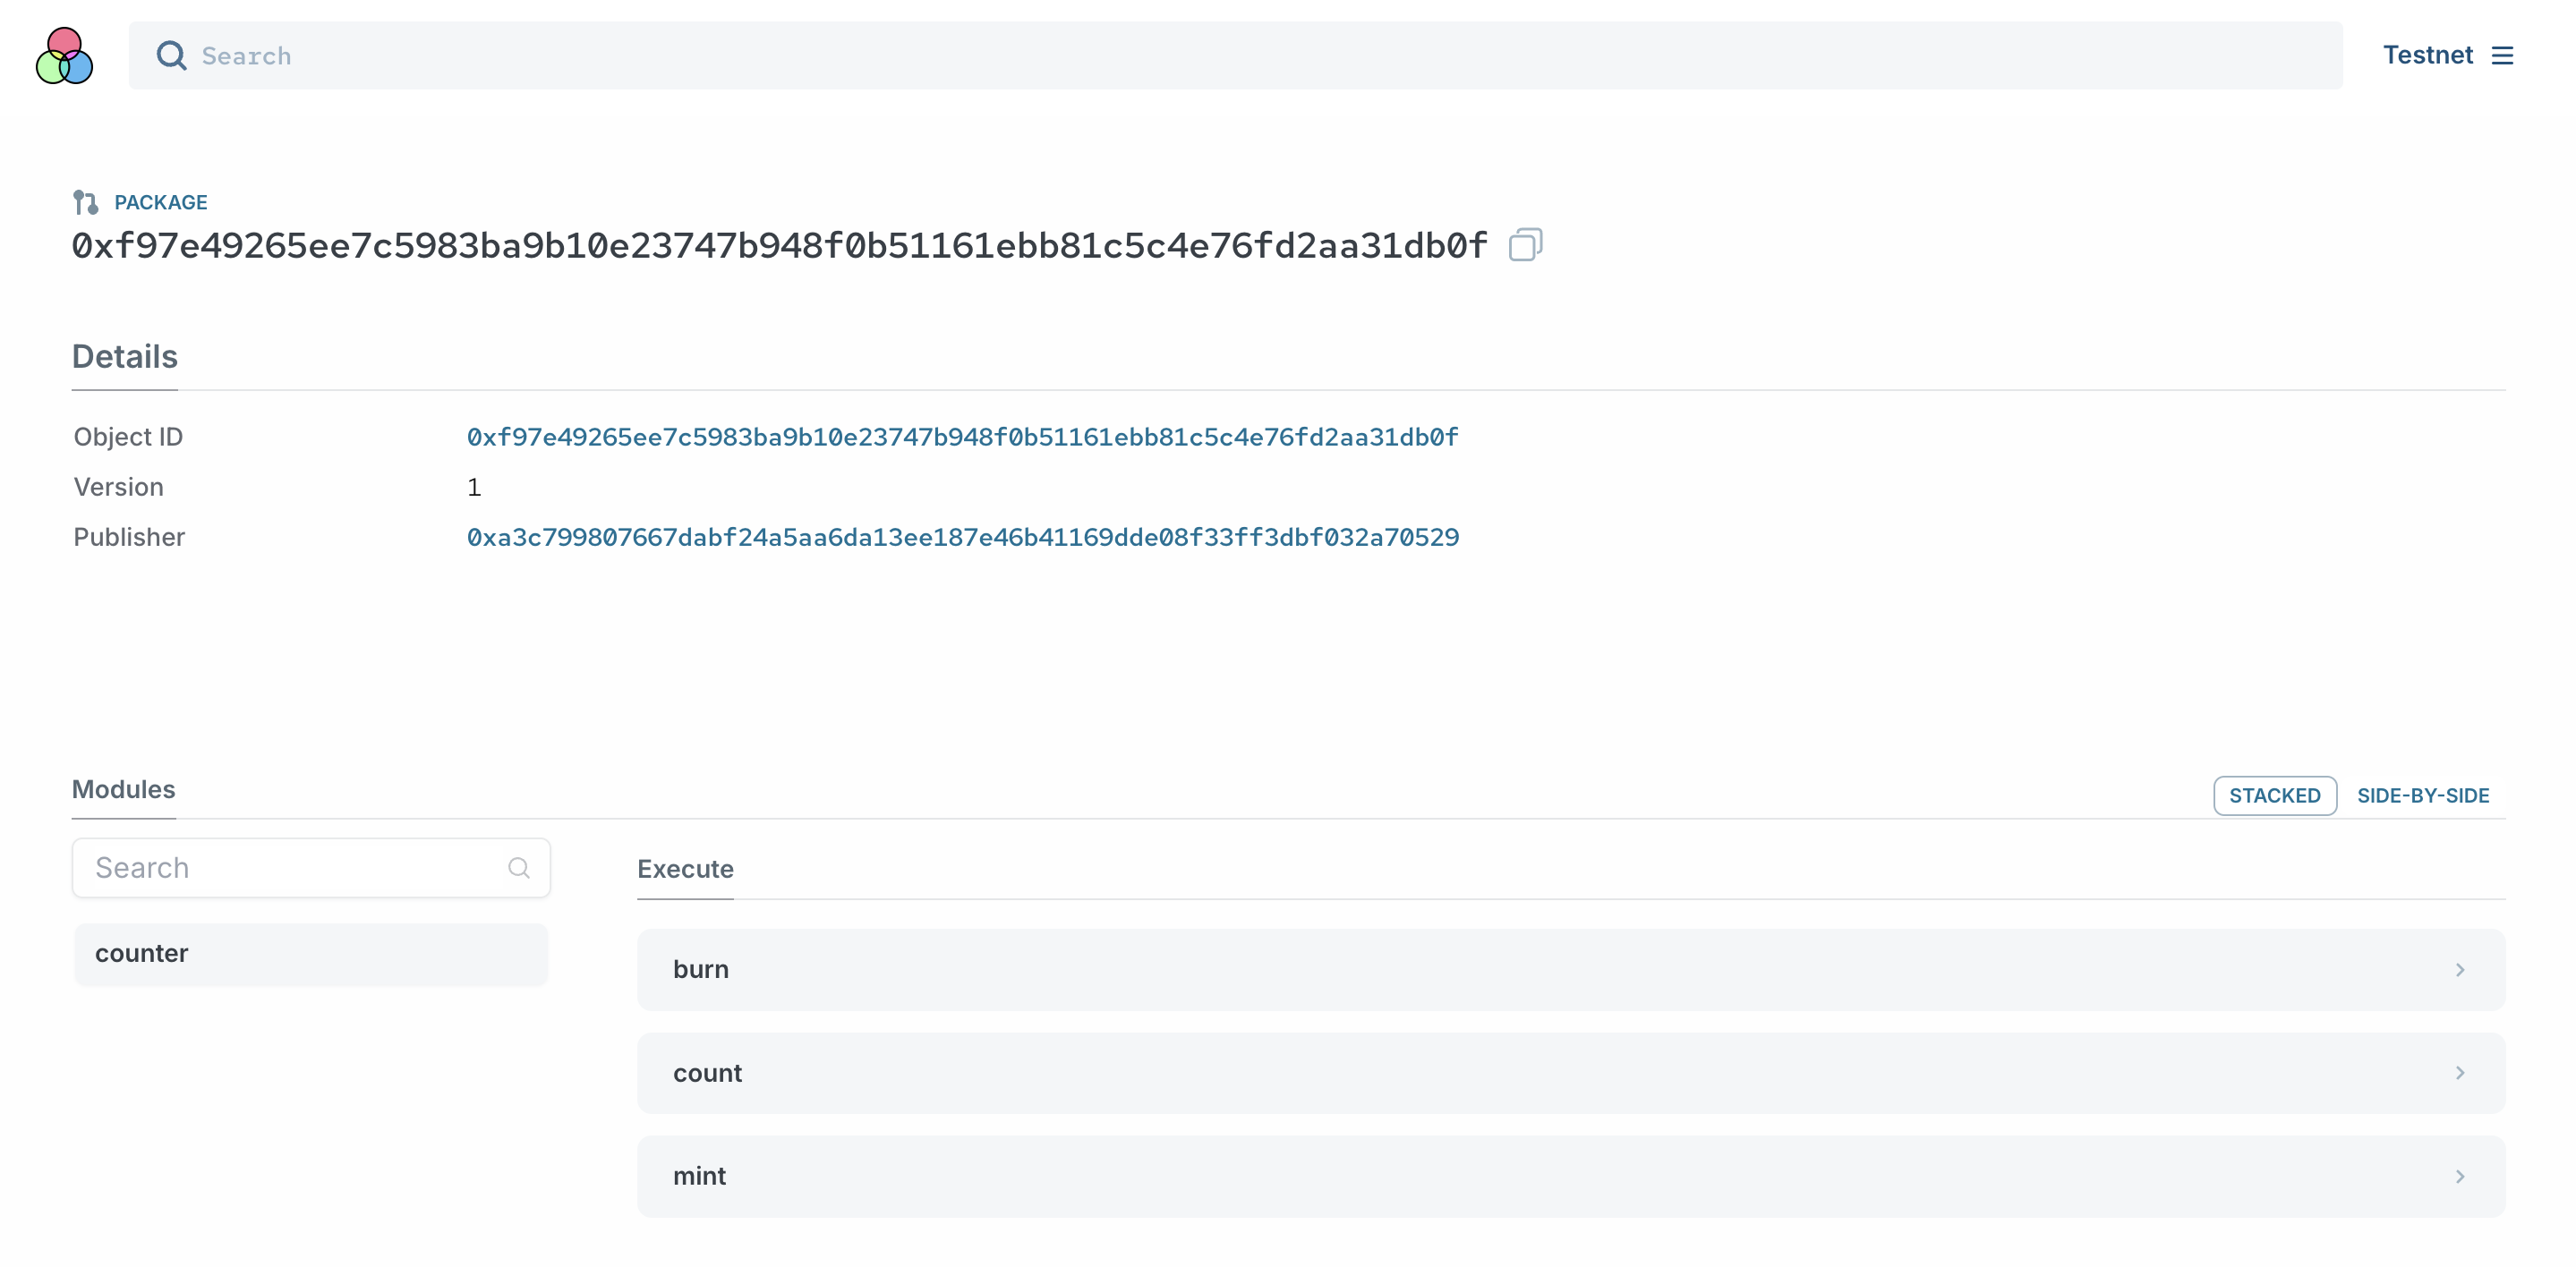 Search
Testnet
PACKAGE
0xf97e49265ee7c5983ba9b10e23747b948f0b51161ebb81c5c4e76fd2aa31db0f
Details
Object ID 0xf97e49265ee7c5983ba9b10e23747b948f0b51161ebb81c5c4e76fd2aa31db0f
Version 1
Publisher 0xa3c799807667dabf24a5aa6da13ee187e46b41169dde08f33ff3dbf032a70529
Modules
STACKED SIDE-BY-SIDE
Search
counter
Execute
burn
count
mint